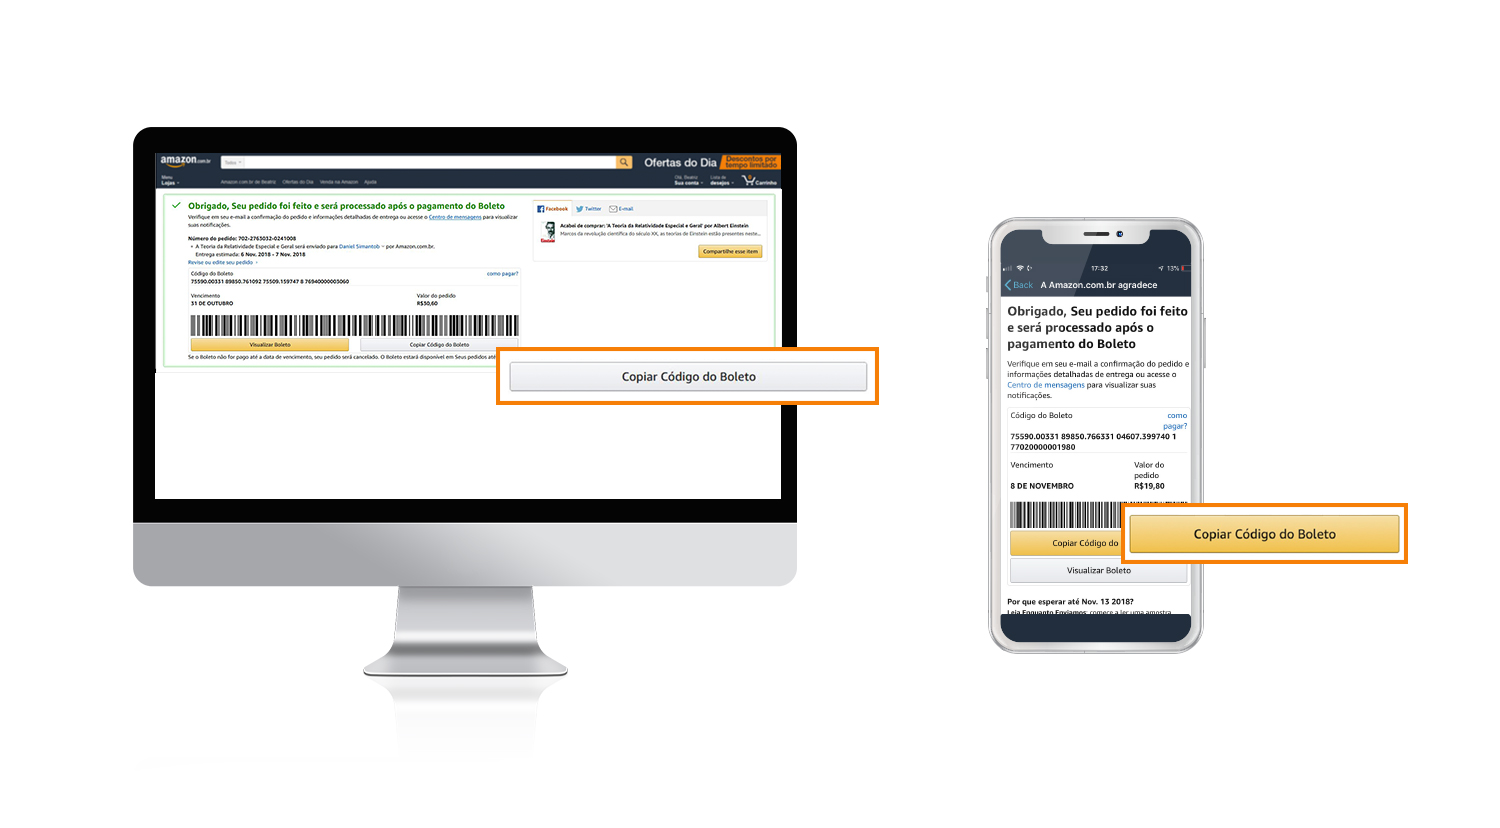 amazon.com.br
Todos
Ofertas do Dia
Descontos por
tempo limitado
Menu
Lojas
Amazon.com.br de Beatriz Ofertas do Dia Venda na Amazon Ajuda
Olá, Beatriz
Sua conta
Lista de
desejos
0
Carrinho
Obrigado, Seu pedido foi feito e será processado após o pagamento do Boleto
Verifique em seu e-mail a confirmação do pedido e informações detalhadas de entrega ou acesse o Centro de mensagens para visualizar
suas notificações.
Número do pedido: 702-2763032-0241008
• A Teoria da Relatividade Especial e Geral será enviado para Daniel Simantob por Amazon.com.br.
Entrega estimada: 6 Nov. 2018 - 7 Nov. 2018
Revise ou edite seu pedido ›
Código do Boleto como pagar?
75590.00331 89850.761092 75509.159747 8 76940000003060
Vencimento Valor do pedido
31 DE OUTUBRO R$30,60
Visualizar Boleto Copiar Código do Boleto
Se o Boleto não for pago até a data de vencimento, seu pedido será cancelado. O Boleto estará disponível em Seus pedidos até
Facebook Twitter E-mail
Acabei de comprar: 'A Teoria da Relatividade Especial e Geral' por Albert Einstein
Marcos da revolução científica do século XX, as teorias de Einstein estão presentes neste...
Compartilhe esse item
Copiar Código do Boleto
17:32
13%
Back A Amazon.com.br agradece
Obrigado, Seu pedido foi feito
e será processado após o
pagamento do Boleto
Verifique em seu e-mail a confirmação do pedido e
informações detalhadas de entrega ou acesse o
Centro de mensagens para visualizar suas
notificações.
Código do Boleto como
pagar?
75590.00331 89850.766331 04607.399740 1
77020000001980
Vencimento Valor do
pedido
8 DE NOVEMBRO R$19,80
Copiar Código do
Copiar Código do Boleto
Visualizar Boleto
Por que esperar até Nov. 13 2018?
Leia Enquanto Enviamos, comece a ler uma amostra